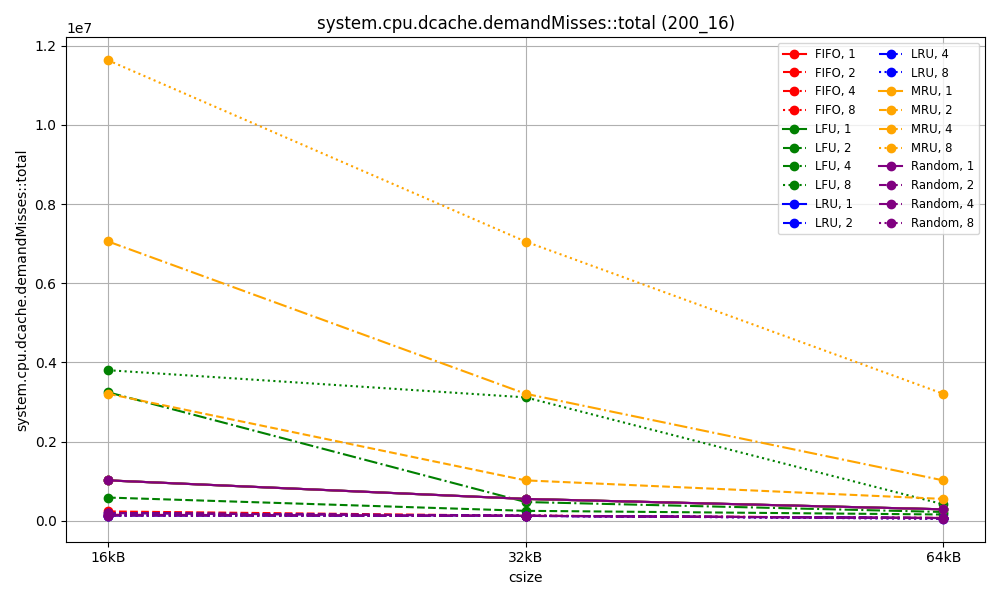 system.cpu.dcache.demandMisses::total (200_16)
1e7
1.2
1.0
0.8
0.6
0.4
0.2
0.0
system.cpu.dcache.demandMisses::total
16kB
32kB
64kB
csize
FIFO, 1
FIFO, 2
FIFO, 4
FIFO, 8
LFU, 1
LFU, 2
LFU, 4
LFU, 8
LRU, 1
LRU, 2
LRU, 4
LRU, 8
MRU, 1
MRU, 2
MRU, 4
MRU, 8
Random, 1
Random, 2
Random, 4
Random, 8